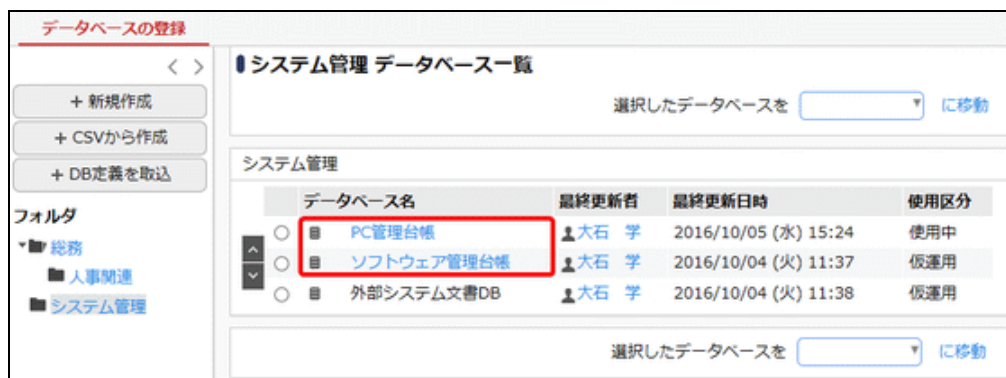 データベースの登録
< >
+ 新規作成
+ CSVから作成
+ DB定義を取込
フォルダ
総務
人事関連
システム管理
システム管理 データベース一覧
選択したデータベースを に移動
システム管理
データベース名 最終更新者 最終更新日時 使用区分
PC管理台帳 大石 学 2016/10/05 (水) 15:24 使用中
ソフトウェア管理台帳 大石 学 2016/10/04 (火) 11:37 仮運用
外部システム文書DB 大石 学 2016/10/04 (火) 11:38 仮運用
選択したデータベースを に移動